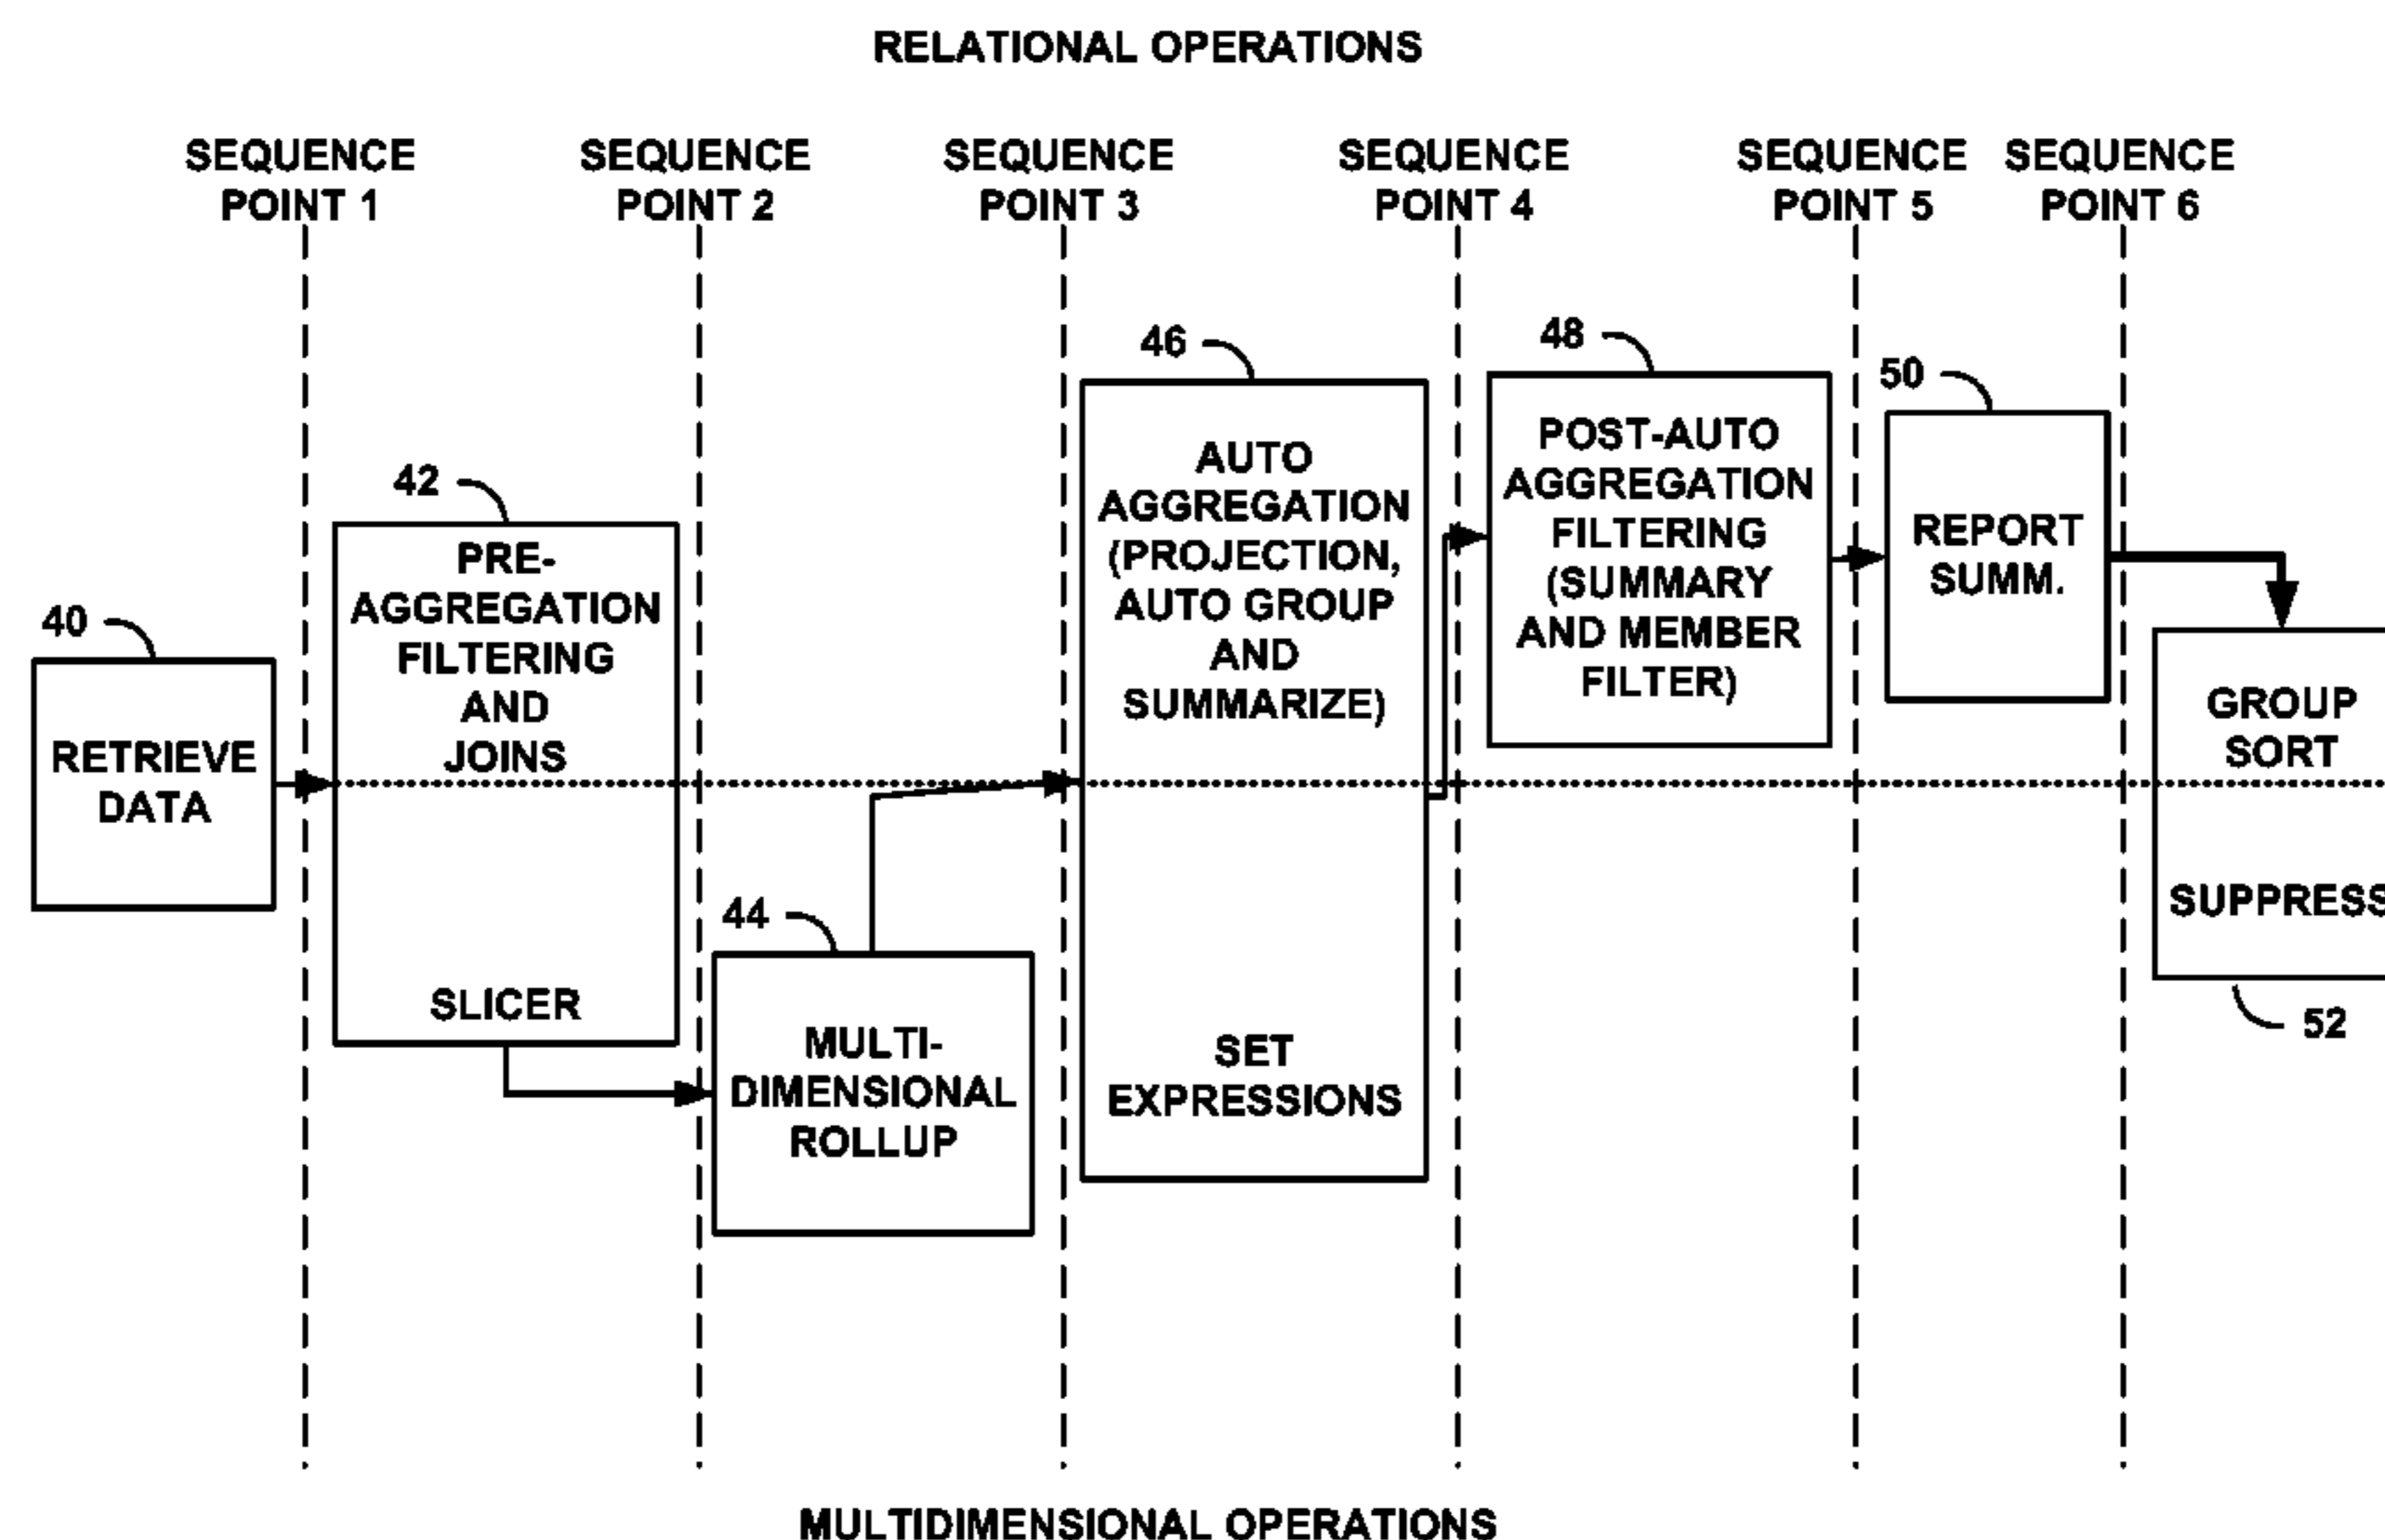 RELATIONAL OPERATIONS
SEQUENCE
POINT 1
SEQUENCE
POINT 2
SEQUENCE
POINT 3
SEQUENCE
POINT 4
SEQUENCE
POINT 5
SEQUENCE
POINT 6
40
RETRIEVE
DATA
42
PRE-
AGGREGATION
FILTERING
AND
JOINS
SLICER
44
MULTI-
DIMENSIONAL
ROLLUP
46
AUTO
AGGREGATION
(PROJECTION,
AUTO GROUP
AND
SUMMARIZE)
SET
EXPRESSIONS
48
POST-AUTO
AGGREGATION
FILTERING
(SUMMARY
AND MEMBER
FILTER)
50
REPORT
SUMM.
GROUP
SORT
SUPPRESS
52
MULTIDIMENSIONAL OPERATIONS